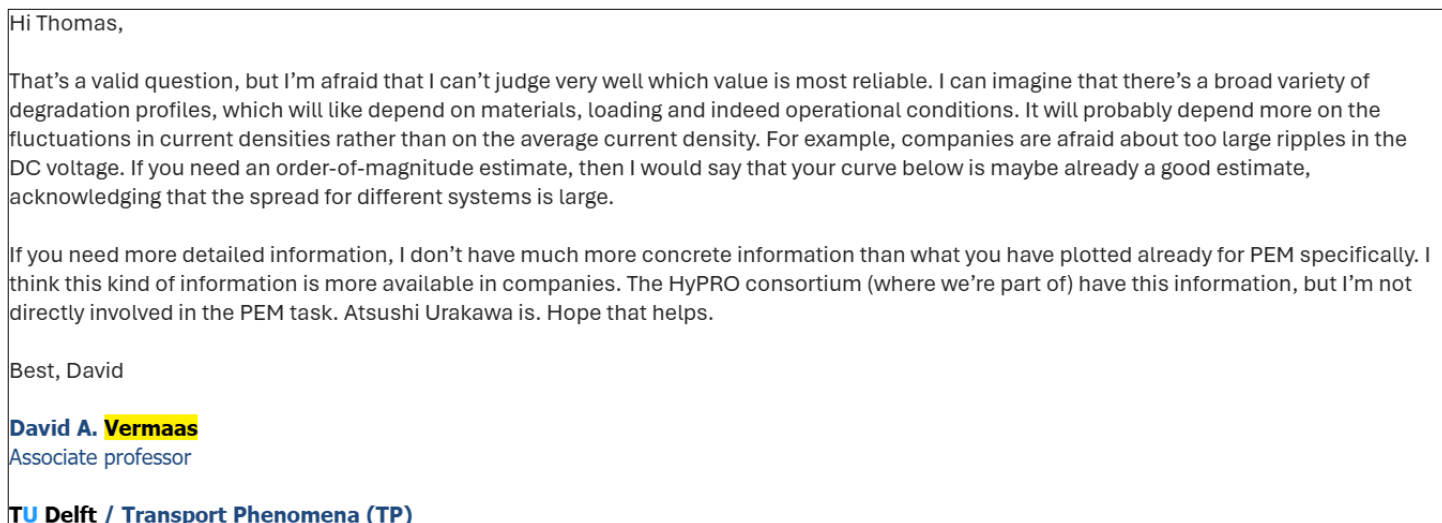 Hi Thomas,
That’s a valid question, but I’m afraid that I can’t judge very well which value is most reliable. I can imagine that there’s a broad variety of
degradation profiles, which will like depend on materials, loading and indeed operational conditions. It will probably depend more on the
fluctuations in current densities rather than on the average current density. For example, companies are afraid about too large ripples in the
DC voltage. If you need an order-of-magnitude estimate, then I would say that your curve below is maybe already a good estimate,
acknowledging that the spread for different systems is large.
If you need more detailed information, I don’t have much more concrete information than what you have plotted already for PEM specifically. I
think this kind of information is more available in companies. The HyPRO consortium (where we’re part of) have this information, but I’m not
directly involved in the PEM task. Atsushi Urakawa is. Hope that helps.
Best, David
David A. Vermaas
Associate professor
TU Delft / Transport Phenomena (TP)